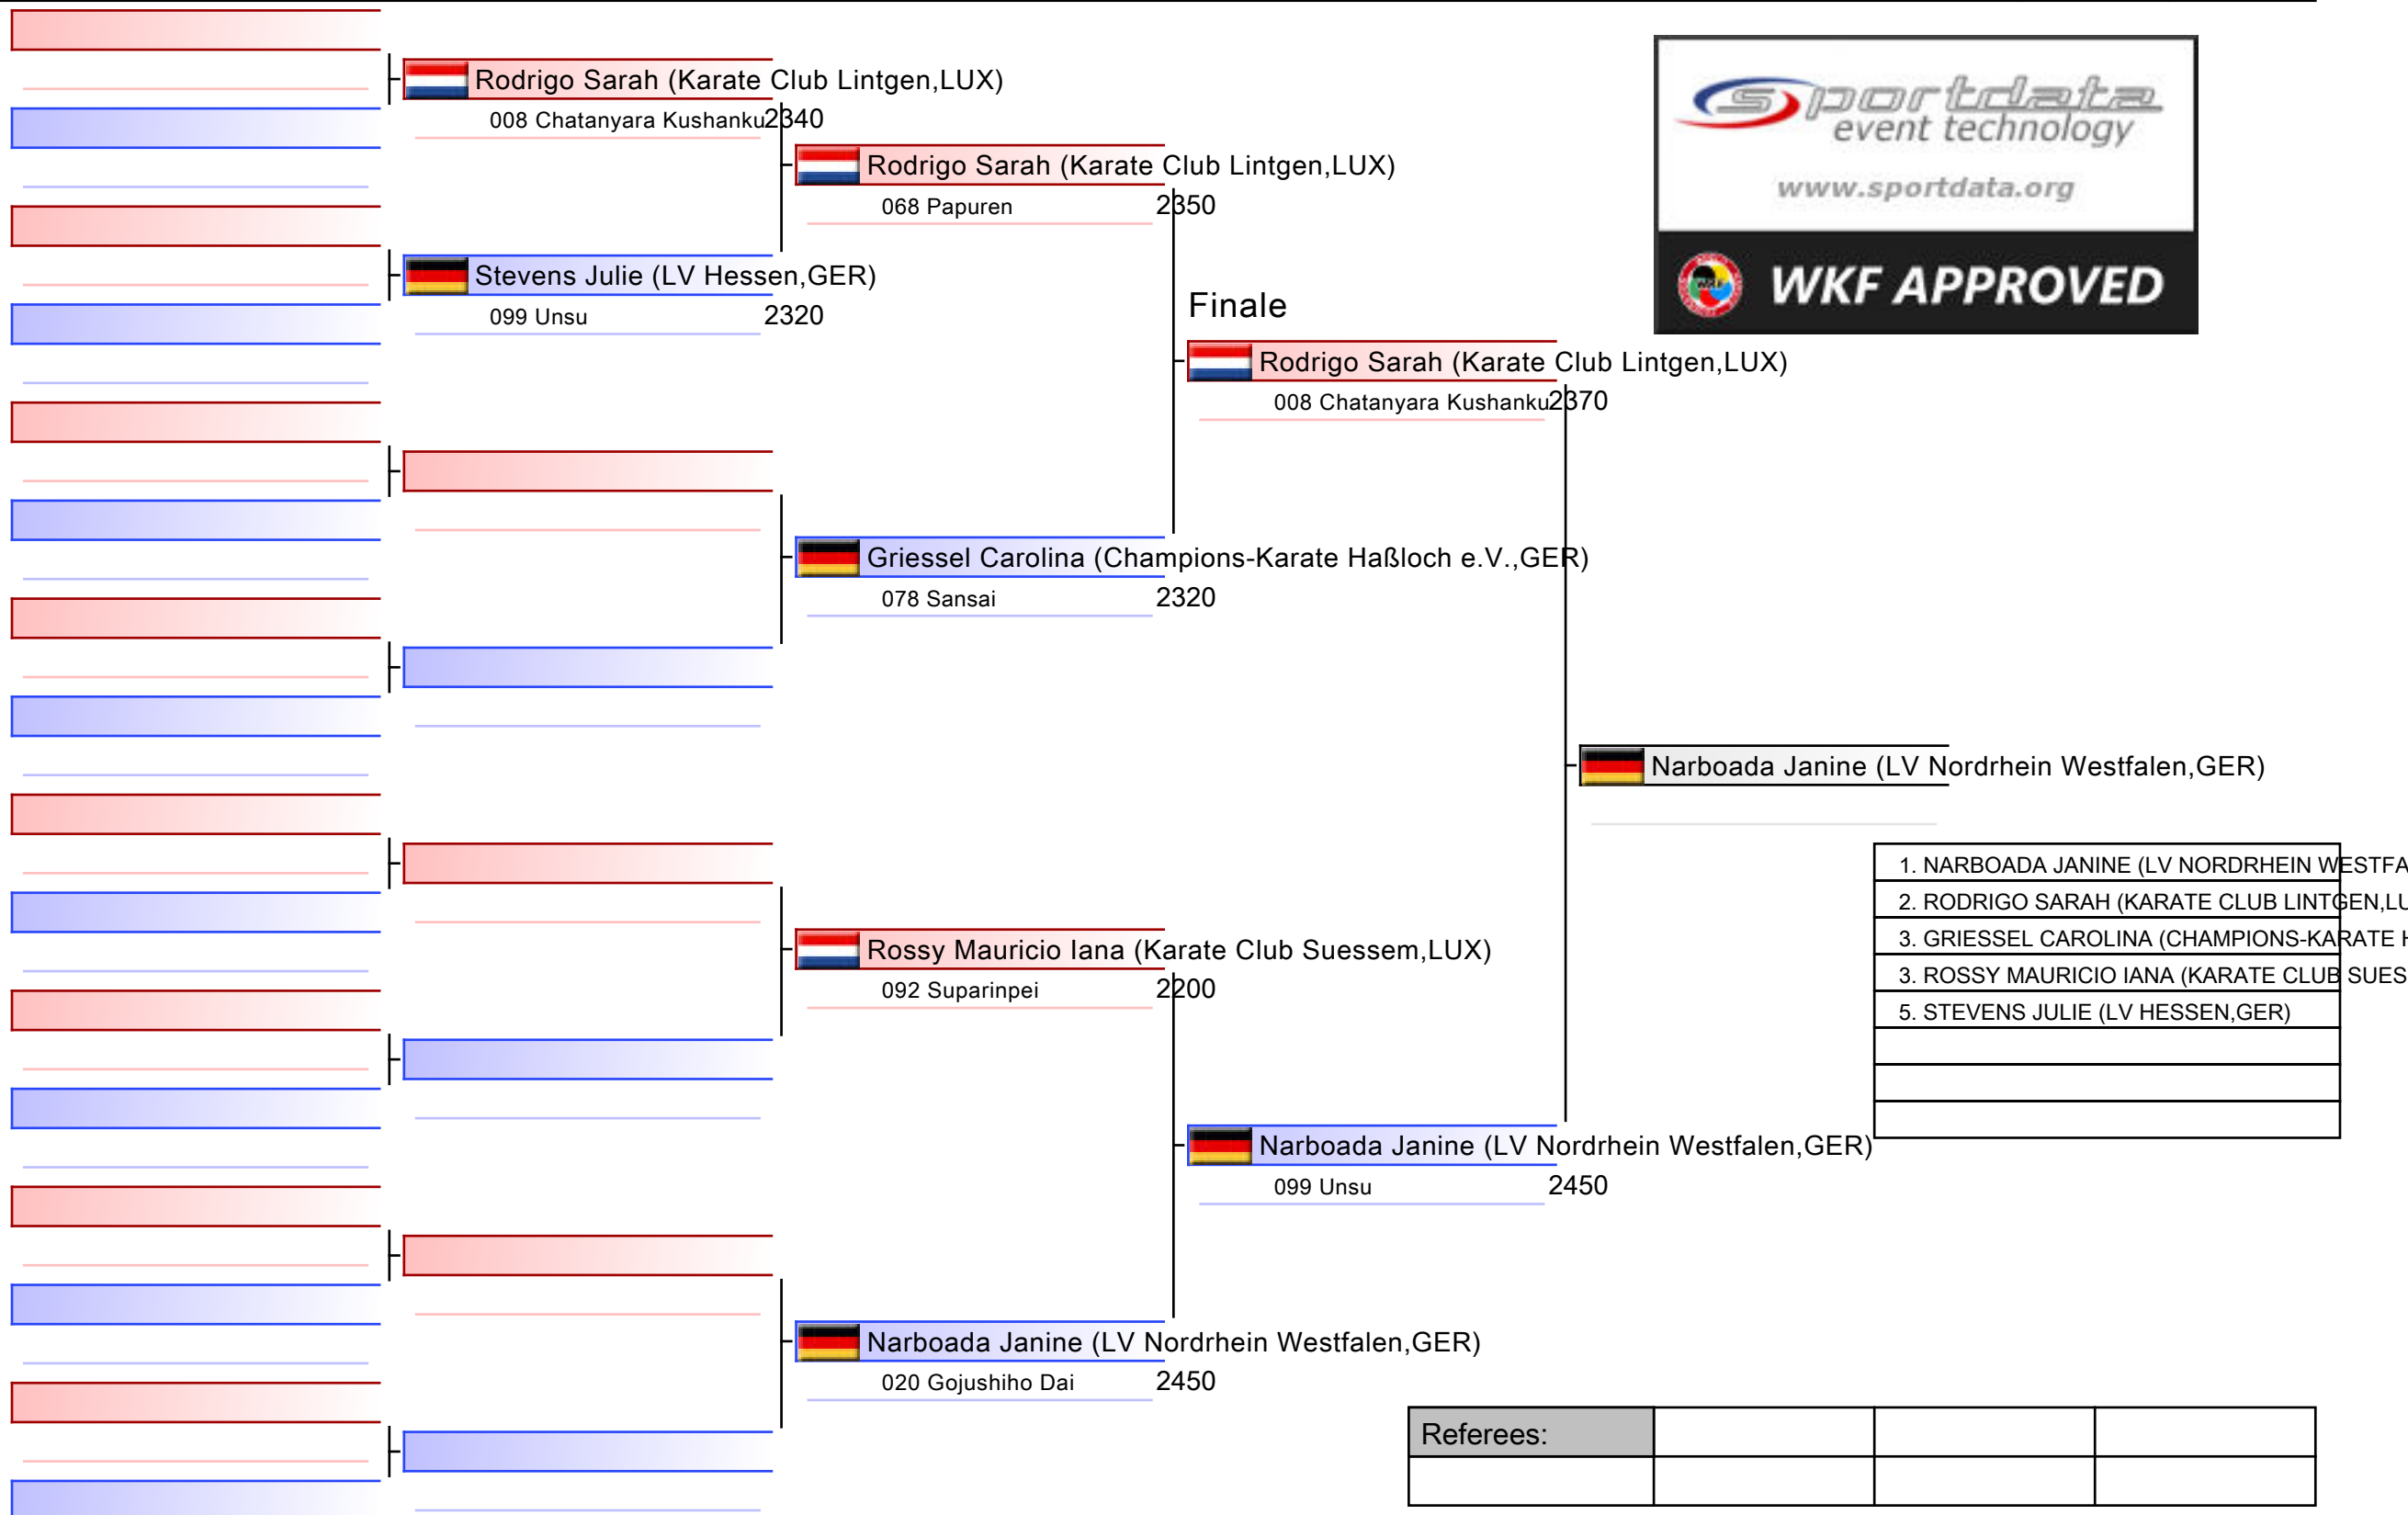 Rodrigo Sarah (Karate Club Lintgen,LUX)
008 Chatanyara Kushanku 2340
Stevens Julie (LV Hessen,GER)
099 Unsu 2320
Rodrigo Sarah (Karate Club Lintgen,LUX)
068 Papuren 2350
Griessel Carolina (Champions-Karate Haßloch e.V.,GER)
078 Sansai 2320
Rossy Mauricio Iana (Karate Club Suessem,LUX)
092 Suparinpei 2200
Narboada Janine (LV Nordrhein Westfalen,GER)
020 Gojushiho Dai 2450
Finale
Rodrigo Sarah (Karate Club Lintgen,LUX)
008 Chatanyara Kushanku 2370
Narboada Janine (LV Nordrhein Westfalen,GER)
099 Unsu 2450
Narboada Janine (LV Nordrhein Westfalen,GER)
sportdata
event technology
www.sportdata.org
WKF APPROVED
1. NARBOADA JANINE (LV NORDRHEIN WESTFA
2. RODRIGO SARAH (KARATE CLUB LINTGEN,LU
3. GRIESSEL CAROLINA (CHAMPIONS-KARATE H
3. ROSSY MAURICIO IANA (KARATE CLUB SUES
5. STEVENS JULIE (LV HESSEN,GER)
Referees: